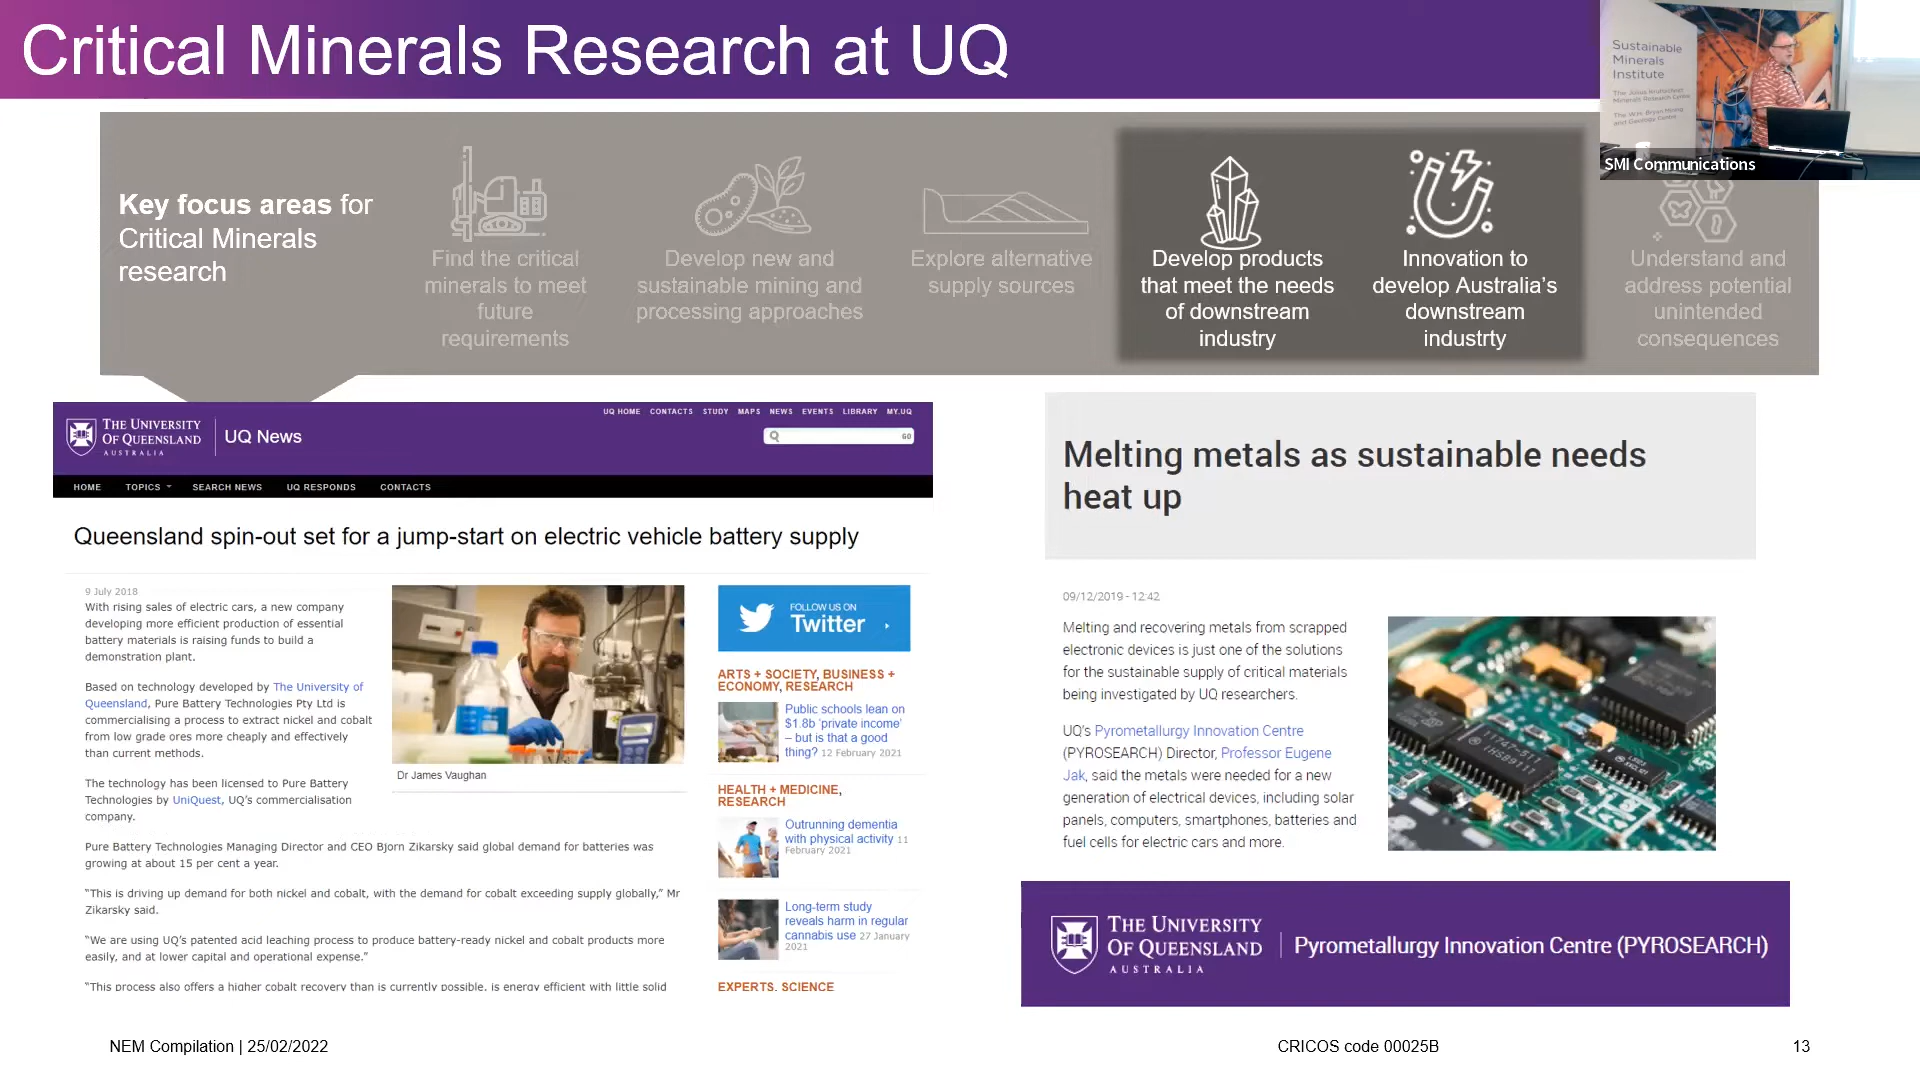 Critical Minerals Research at UQ
Sustainable
Minerals
Institute
SMI Communications
Key focus areas for
Critical Minerals
research
Find the critical
minerals to meet
future
requirements
Develop new and
sustainable mining and
processing approaches
Explore alternative
supply sources
Develop products
that meet the needs
of downstream
industry
Innovation to
develop Australia's
downstream
industrty
Understand and
address potential
unintended
consequences
UQ HOME CONTACTS STUDY MAPS NEWS EVENTS LIBRARY MY.UQ
THE UNIVERSITY
OF QUEENSLAND
AUSTRALIA
UQ News
GO
HOME TOPICS SEARCH NEWS UQ RESPONDS CONTACTS
Queensland spin-out set for a jump-start on electric vehicle battery supply
9 July 2018
With rising sales of electric cars, a new company
developing more efficient production of essential
battery materials is raising funds to build a
demonstration plant.
Based on technology developed by The University of
Queensland, Pure Battery Technologies Pty Ltd is
commercialising a process to extract nickel and cobalt
from low grade ores more cheaply and effectively
than current methods.
The technology has been licensed to Pure Battery
Technologies by UniQuest, UQ's commercialisation
company.
Dr James Vaughan
Pure Battery Technologies Managing Director and CEO Bjorn Zikarsky said global demand for batteries was
growing at about 15 per cent a year.
"This is driving up demand for both nickel and cobalt, with the demand for cobalt exceeding supply globally," Mr
Zikarsky said.
"We are using UQ's patented acid leaching process to produce battery-ready nickel and cobalt products more
easily, and at lower capital and operational expense."
"This process also offers a higher cobalt recovery than is currently possible, is energy efficient with little solid
FOLLOW US ON
Twitter
ARTS + SOCIETY, BUSINESS +
ECONOMY, RESEARCH
Public schools lean on
$1.8b 'private income'
– but is that a good
thing? 12 February 2021
HEALTH + MEDICINE,
RESEARCH
Outrunning dementia
with physical activity 11
February 2021
Long-term study
reveals harm in regular
cannabis use 27 January
2021
EXPERTS, SCIENCE
Melting metals as sustainable needs
heat up
09/12/2019 - 12:42
Melting and recovering metals from scrapped
electronic devices is just one of the solutions
for the sustainable supply of critical materials
being investigated by UQ researchers.
UQ's Pyrometallurgy Innovation Centre
(PYROSEARCH) Director, Professor Eugene
Jak, said the metals were needed for a new
generation of electrical devices, including solar
panels, computers, smartphones, batteries and
fuel cells for electric cars and more.
THE UNIVERSITY
OF QUEENSLAND
AUSTRALIA
Pyrometallurgy Innovation Centre (PYROSEARCH)
NEM Compilation | 25/02/2022
CRICOS code 00025B
13